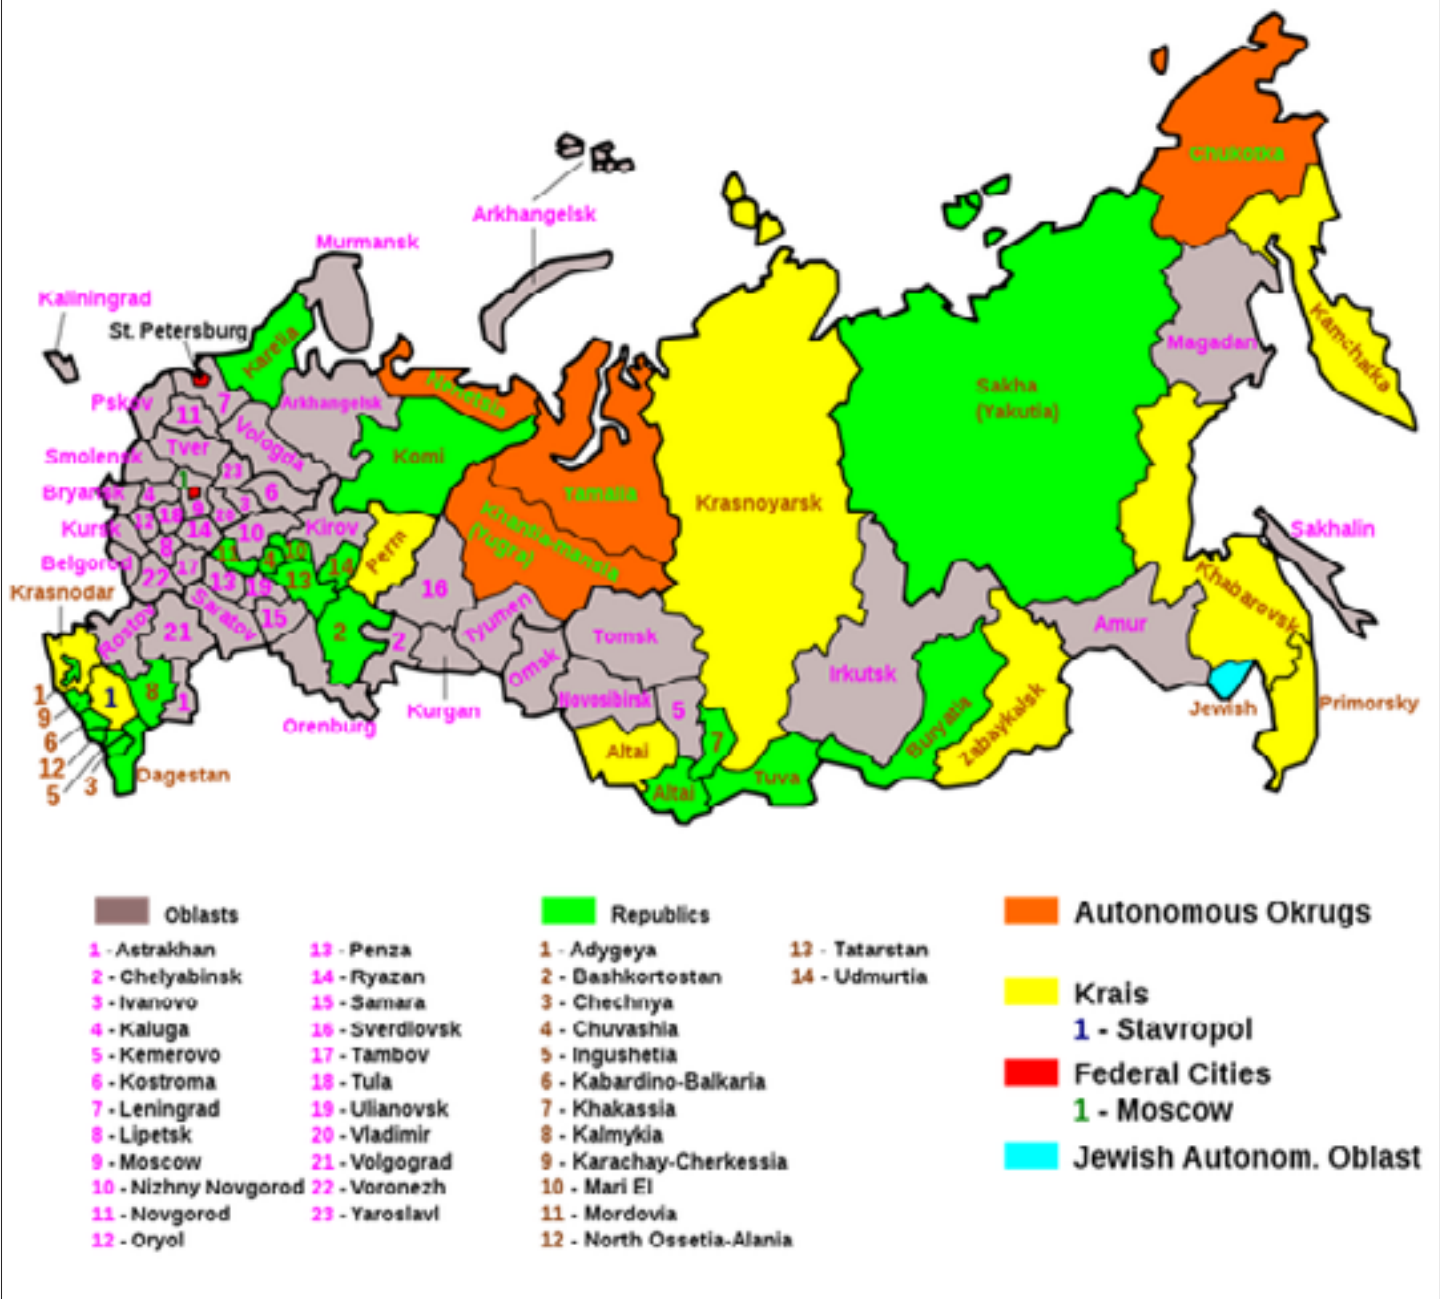 Chukotka
Arkhangelsk
Murmansk
Kaliningrad
St. Petersburg
Karelia
Kamchatka
Magadan
Nenetsia
Sakha
(Yakutia)
Pskov
7
Arkhangelsk
11
Vologda
Tver
Komi
Smolensk
23
Yamalia
Krasnoyarsk
1
Bryansk
4
6
9
3
Khantia-mansia
(Yugra)
12
18
20
Kursk
14
10
Kirov
Sakhalin
8
11
4
10
Perm
Belgorod
17
14
22
13
19
13
16
Khabarovsk
Krasnodar
Saratov
15
Tyumen
Rostov
21
2
2
Tomsk
Amur
Irkutsk
Omsk
1
1
8
1
Novosibirsk
5
Buryatia
Zabaykalsk
Jewish
Primorsky
9
Orenburg
Kurgan
6
Altai
7
12
Dagestan
Tuva
5
3
Altai
Oblasts
1 - Astrakhan
2 - Chelyabinsk
3 - Ivanovo
4 - Kaluga
5 - Kemerovo
6 - Kostroma
7 - Leningrad
8 - Lipetsk
9 - Moscow
10 - Nizhny Novgorod
11 - Novgorod
12 - Oryol
13 - Penza
14 - Ryazan
15 - Samara
16 - Sverdlovsk
17 - Tambov
18 - Tula
19 - Ulianovsk
20 - Vladimir
21 - Volgograd
22 - Voronezh
23 - Yaroslavl
Republics
1 - Adygeya
2 - Bashkortostan
3 - Chechnya
4 - Chuvashia
5 - Ingushetia
6 - Kabardino-Balkaria
7 - Khakassia
8 - Kalmykia
9 - Karachay-Cherkessia
10 - Mari El
11 - Mordovia
12 - North Ossetia-Alania
13 - Tatarstan
14 - Udmurtia
Autonomous Okrugs
Krais
1 - Stavropol
Federal Cities
1 - Moscow
Jewish Autonom. Oblast